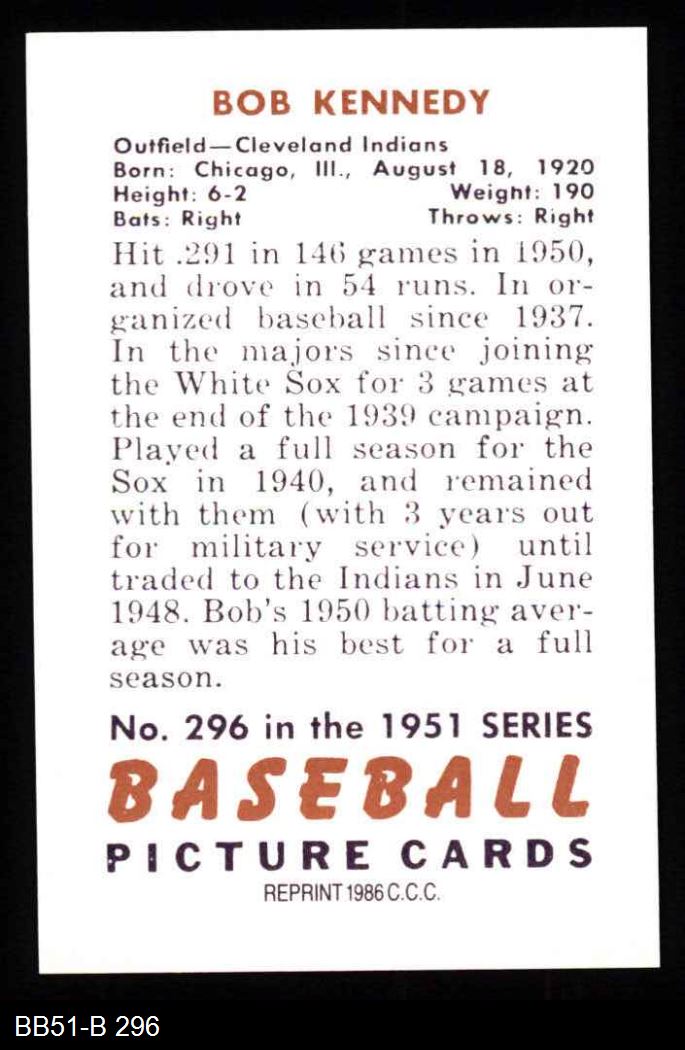 BOB KENNEDY
Outfield—Cleveland Indians
Born: Chicago, Ill., August 18, 1920
Height: 6-2 Weight: 190
Bats: Right Throws: Right
Hit .291 in 146 games in 1950,
and drove in 54 runs. In or-
ganized baseball since 1937.
In the majors since joining
the White Sox for 3 games at
the end of the 1939 campaign.
Played a full season for the
Sox in 1940, and remained
with them (with 3 years out
for military service) until
traded to the Indians in June
1948. Bob's 1950 batting aver-
age was his best for a full
season.
No. 296 in the 1951 SERIES
BASEBALL
PICTURE CARDS
REPRINT 1986 C.C.C.
BB51-B 296